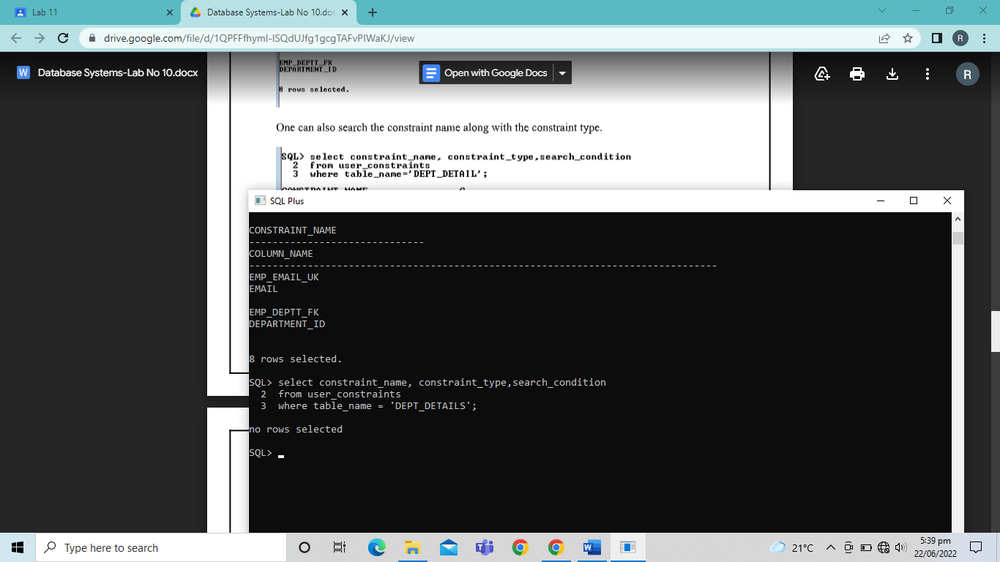 Lab 11
Database Systems-Lab No 10.doc
drive.google.com/file/d/1QPFFfhymI-lSQdUJfg1gcgTAFvPIWaKJ/view
R
W Database Systems-Lab No 10.docx
Open with Google Docs
R
EMP_DEPTT_FK
DEPARTMENT_ID
8 rows selected.
One can also search the constraint name along with the constraint type.
SQL> select constraint_name, constraint_type,search_condition
2 from user_constraints
3 where table_name='DEPT_DETAIL';
CONSTRAINT_NAME C
SQL Plus
CONSTRAINT_NAME
------------------------------
COLUMN_NAME
--------------------------------------------------------------------------------
EMP_EMAIL_UK
EMAIL
EMP_DEPTT_FK
DEPARTMENT_ID
8 rows selected.
SQL> select constraint_name, constraint_type,search_condition
2 from user_constraints
3 where table_name = 'DEPT_DETAILS';
no rows selected
SQL>
Type here to search
21°C
5:39 pm
22/06/2022